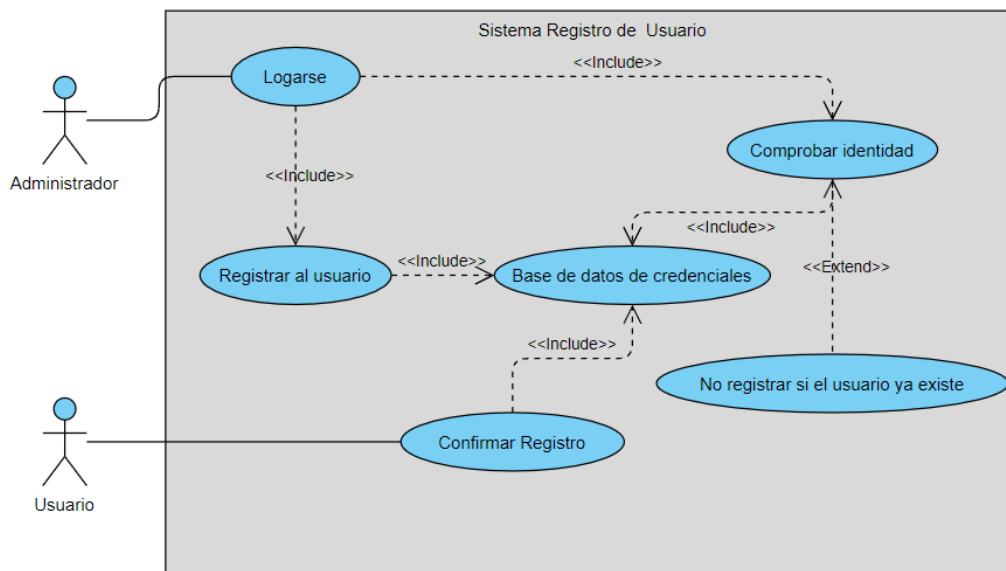 Sistema Registro de Usuario
Logarse
<<Include>>
Comprobar identidad
Administrador
<<Include>>
<<Include>>
Registrar al usuario
<<Include>>
Base de datos de credenciales
<<Extend>>
<<Include>>
No registrar si el usuario ya existe
Confirmar Registro
Usuario